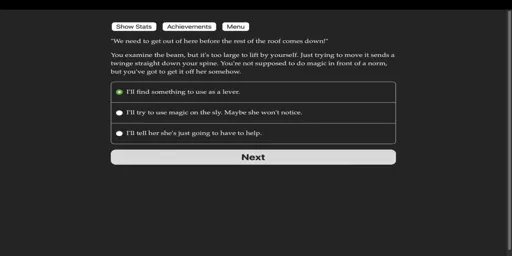 Show Stats Achievements Menu
"We need to get out of here before the rest of the roof comes down!"
You examine the beam, but it's too large to lift by yourself. Just trying to move it sends a
twinge straight down your spine. You're not supposed to do magic in front of a norm,
but you've got to get it off her somehow.
I'll find something to use as a lever.
I'll try to use magic on the sly. Maybe she won't notice.
I'll tell her she's just going to have to help.
Next